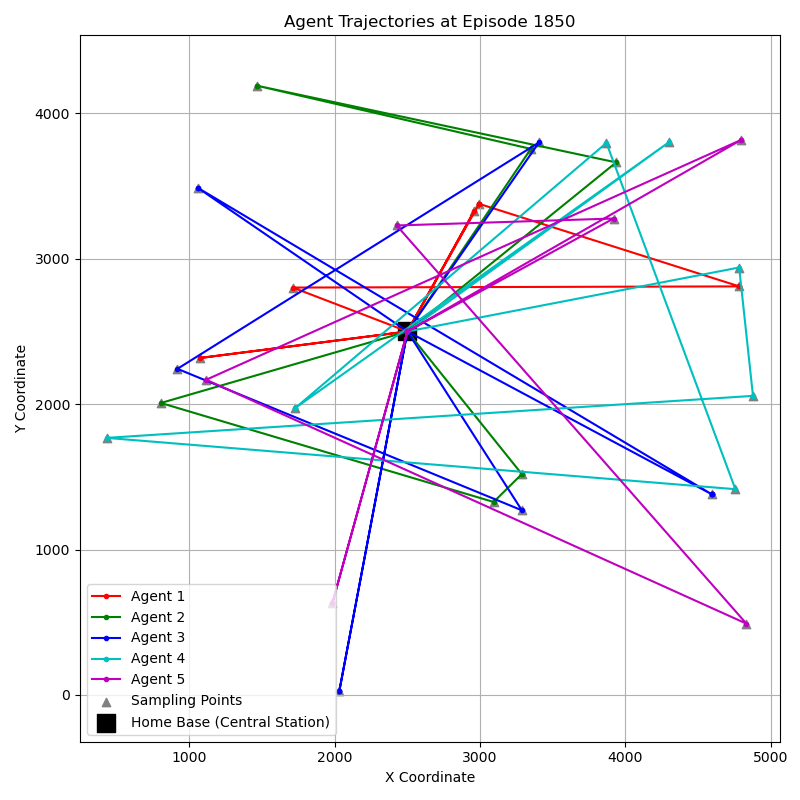 Agent Trajectories at Episode 1850
Y Coordinate
4000
3000
2000
1000
0
Agent 1
Agent 2
Agent 3
Agent 4
Agent 5
Sampling Points
Home Base (Central Station)
1000 2000 3000 4000 5000
X Coordinate